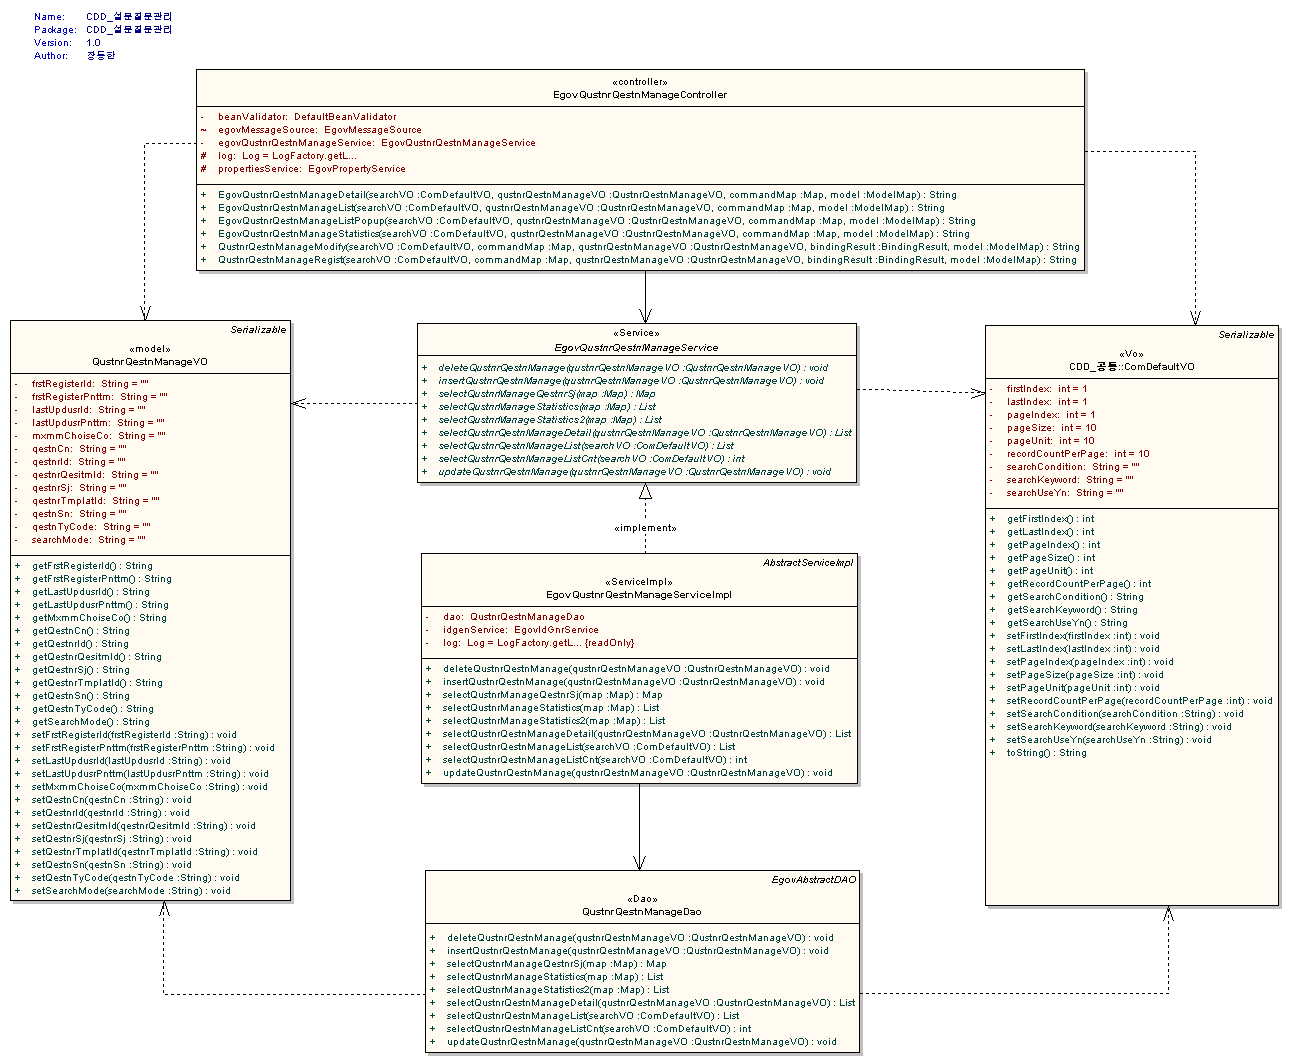 Name: CDD_설문질문관리
Package: CDD_설문질문관리
Version: 1.0
Author: 장동한
«controller»
EgovQustnrQestnManageController
- beanValidator: DefaultBeanValidator
~ egovMessageSource: EgovMessageSource
- egovQustnrQestnManageService: EgovQustnrQestnManageService
# log: Log = LogFactory.getL...
# propertiesService: EgovPropertyService
+ EgovQustnrQestnManageDetail(searchVO :ComDefaultVO, qustnrQestnManageVO :QustnrQestnManageVO, commandMap :Map, model :ModelMap) : String
+ EgovQustnrQestnManageList(searchVO :ComDefaultVO, qustnrQestnManageVO :QustnrQestnManageVO, commandMap :Map, model :ModelMap) : String
+ EgovQustnrQestnManageListPopup(searchVO :ComDefaultVO, qustnrQestnManageVO :QustnrQestnManageVO, commandMap :Map, model :ModelMap) : String
+ EgovQustnrQestnManageStatistics(searchVO :ComDefaultVO, qustnrQestnManageVO :QustnrQestnManageVO, commandMap :Map, model :ModelMap) : String
+ QustnrQestnManageModify(searchVO :ComDefaultVO, commandMap :Map, qustnrQestnManageVO :QustnrQestnManageVO, bindingResult :BindingResult, model :ModelMap) : String
+ QustnrQestnManageRegist(searchVO :ComDefaultVO, commandMap :Map, qustnrQestnManageVO :QustnrQestnManageVO, bindingResult :BindingResult, model :ModelMap) : String
Serializable
«model»
QustnrQestnManageVO
- frstRegisterId: String = ""
- frstRegisterPnttm: String = ""
- lastUpdusrId: String = ""
- lastUpdusrPnttm: String = ""
- mxmmChoiseCo: String = ""
- qestnCn: String = ""
- qestnrId: String = ""
- qestnrQesitmId: String = ""
- qestnrSj: String = ""
- qestnrTmplatId: String = ""
- qestnSn: String = ""
- qestnTyCode: String = ""
- searchMode: String = ""
+ getFrstRegisterId() : String
+ getFrstRegisterPnttm() : String
+ getLastUpdusrId() : String
+ getLastUpdusrPnttm() : String
+ getMxmmChoiseCo() : String
+ getQestnCn() : String
+ getQestnrId() : String
+ getQestnrQesitmId() : String
+ getQestnrSj() : String
+ getQestnrTmplatId() : String
+ getQestnSn() : String
+ getQestnTyCode() : String
+ getSearchMode() : String
+ setFrstRegisterId(frstRegisterId :String) : void
+ setFrstRegisterPnttm(frstRegisterPnttm :String) : void
+ setLastUpdusrId(lastUpdusrId :String) : void
+ setLastUpdusrPnttm(lastUpdusrPnttm :String) : void
+ setMxmmChoiseCo(mxmmChoiseCo :String) : void
+ setQestnCn(qestnCn :String) : void
+ setQestnrId(qestnrId :String) : void
+ setQestnrQesitmId(qestnrQesitmId :String) : void
+ setQestnrSj(qestnrSj :String) : void
+ setQestnrTmplatId(qestnrTmplatId :String) : void
+ setQestnSn(qestnSn :String) : void
+ setQestnTyCode(qestnTyCode :String) : void
+ setSearchMode(searchMode :String) : void
«Service»
EgovQustnrQestnManageService
+ deleteQustnrQestnManage(qustnrQestnManageVO :QustnrQestnManageVO) : void
+ insertQustnrQestnManage(qustnrQestnManageVO :QustnrQestnManageVO) : void
+ selectQustnrManageQestnrSj(map :Map) : Map
+ selectQustnrManageStatistics(map :Map) : List
+ selectQustnrManageStatistics2(map :Map) : List
+ selectQustnrQestnManageDetail(qustnrQestnManageVO :QustnrQestnManageVO) : List
+ selectQustnrQestnManageList(searchVO :ComDefaultVO) : List
+ selectQustnrQestnManageListCnt(searchVO :ComDefaultVO) : int
+ updateQustnrQestnManage(qustnrQestnManageVO :QustnrQestnManageVO) : void
Serializable
«Vo»
CDD_공통::ComDefaultVO
- firstIndex: int = 1
- lastIndex: int = 1
- pageIndex: int = 1
- pageSize: int = 10
- pageUnit: int = 10
- recordCountPerPage: int = 10
- searchCondition: String = ""
- searchKeyword: String = ""
- searchUseYn: String = ""
+ getFirstIndex() : int
+ getLastIndex() : int
+ getPageIndex() : int
+ getPageSize() : int
+ getPageUnit() : int
+ getRecordCountPerPage() : int
+ getSearchCondition() : String
+ getSearchKeyword() : String
+ getSearchUseYn() : String
+ setFirstIndex(firstIndex :int) : void
+ setLastIndex(lastIndex :int) : void
+ setPageIndex(pageIndex :int) : void
+ setPageSize(pageSize :int) : void
+ setPageUnit(pageUnit :int) : void
+ setRecordCountPerPage(recordCountPerPage :int) : void
+ setSearchCondition(searchCondition :String) : void
+ setSearchKeyword(searchKeyword :String) : void
+ setSearchUseYn(searchUseYn :String) : void
+ toString() : String
«implement»
AbstractServiceImpl
«ServiceImpl»
EgovQustnrQestnManageServiceImpl
- dao: QustnrQestnManageDao
- idgenService: EgovIdGnrService
- log: Log = LogFactory.getL... {readOnly}
+ deleteQustnrQestnManage(qustnrQestnManageVO :QustnrQestnManageVO) : void
+ insertQustnrQestnManage(qustnrQestnManageVO :QustnrQestnManageVO) : void
+ selectQustnrManageQestnrSj(map :Map) : Map
+ selectQustnrManageStatistics(map :Map) : List
+ selectQustnrManageStatistics2(map :Map) : List
+ selectQustnrQestnManageDetail(qustnrQestnManageVO :QustnrQestnManageVO) : List
+ selectQustnrQestnManageList(searchVO :ComDefaultVO) : List
+ selectQustnrQestnManageListCnt(searchVO :ComDefaultVO) : int
+ updateQustnrQestnManage(qustnrQestnManageVO :QustnrQestnManageVO) : void
EgovAbstractDAO
«Dao»
QustnrQestnManageDao
+ deleteQustnrQestnManage(qustnrQestnManageVO :QustnrQestnManageVO) : void
+ insertQustnrQestnManage(qustnrQestnManageVO :QustnrQestnManageVO) : void
+ selectQustnrManageQestnrSj(map :Map) : Map
+ selectQustnrManageStatistics(map :Map) : List
+ selectQustnrManageStatistics2(map :Map) : List
+ selectQustnrQestnManageDetail(qustnrQestnManageVO :QustnrQestnManageVO) : List
+ selectQustnrQestnManageList(searchVO :ComDefaultVO) : List
+ selectQustnrQestnManageListCnt(searchVO :ComDefaultVO) : int
+ updateQustnrQestnManage(qustnrQestnManageVO :QustnrQestnManageVO) : void